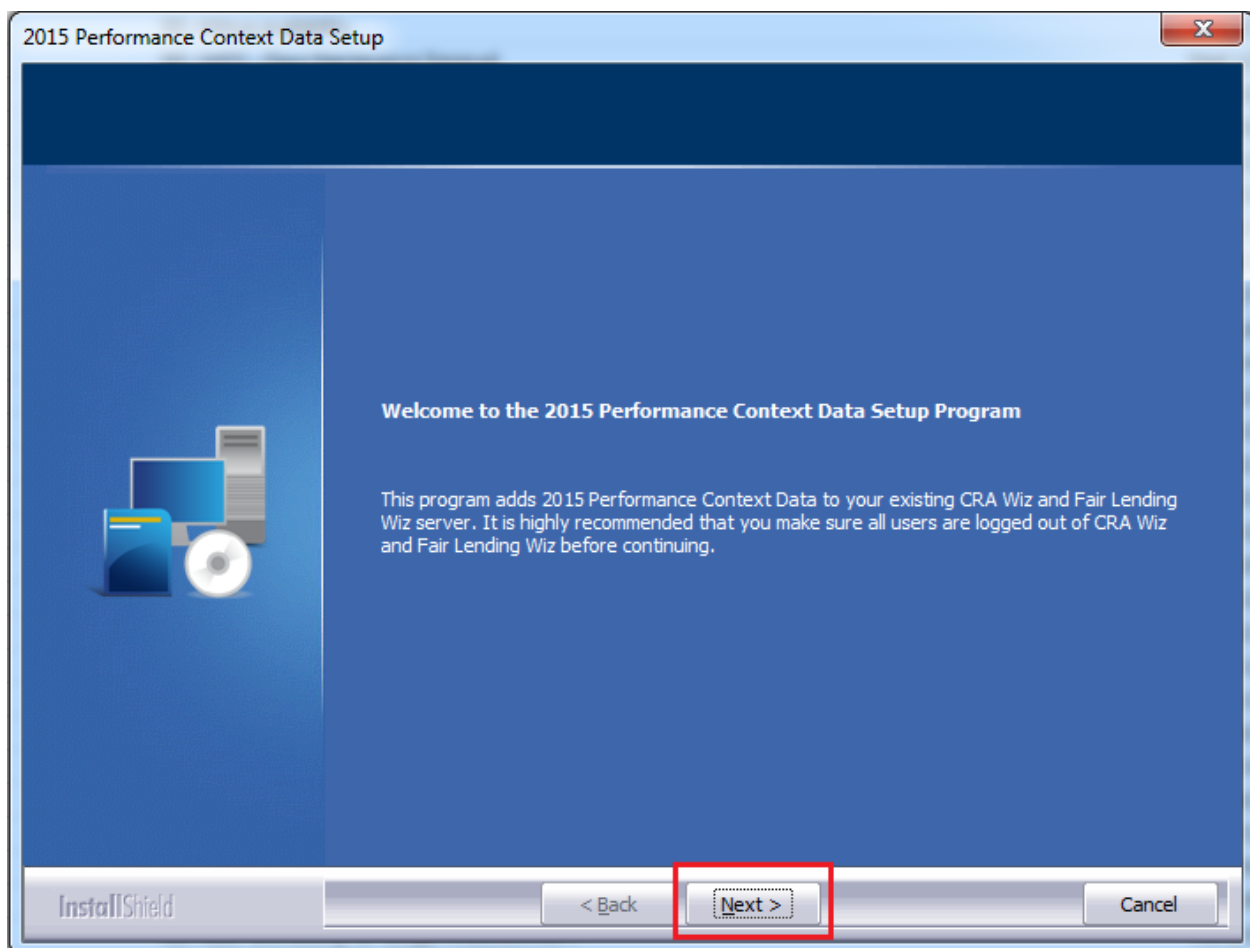 2015 Performance Context Data Setup
Welcome to the 2015 Performance Context Data Setup Program
This program adds 2015 Performance Context Data to your existing CRA Wiz and Fair Lending
Wiz server. It is highly recommended that you make sure all users are logged out of CRA Wiz
and Fair Lending Wiz before continuing.
InstallShield
< Back
Next >
Cancel